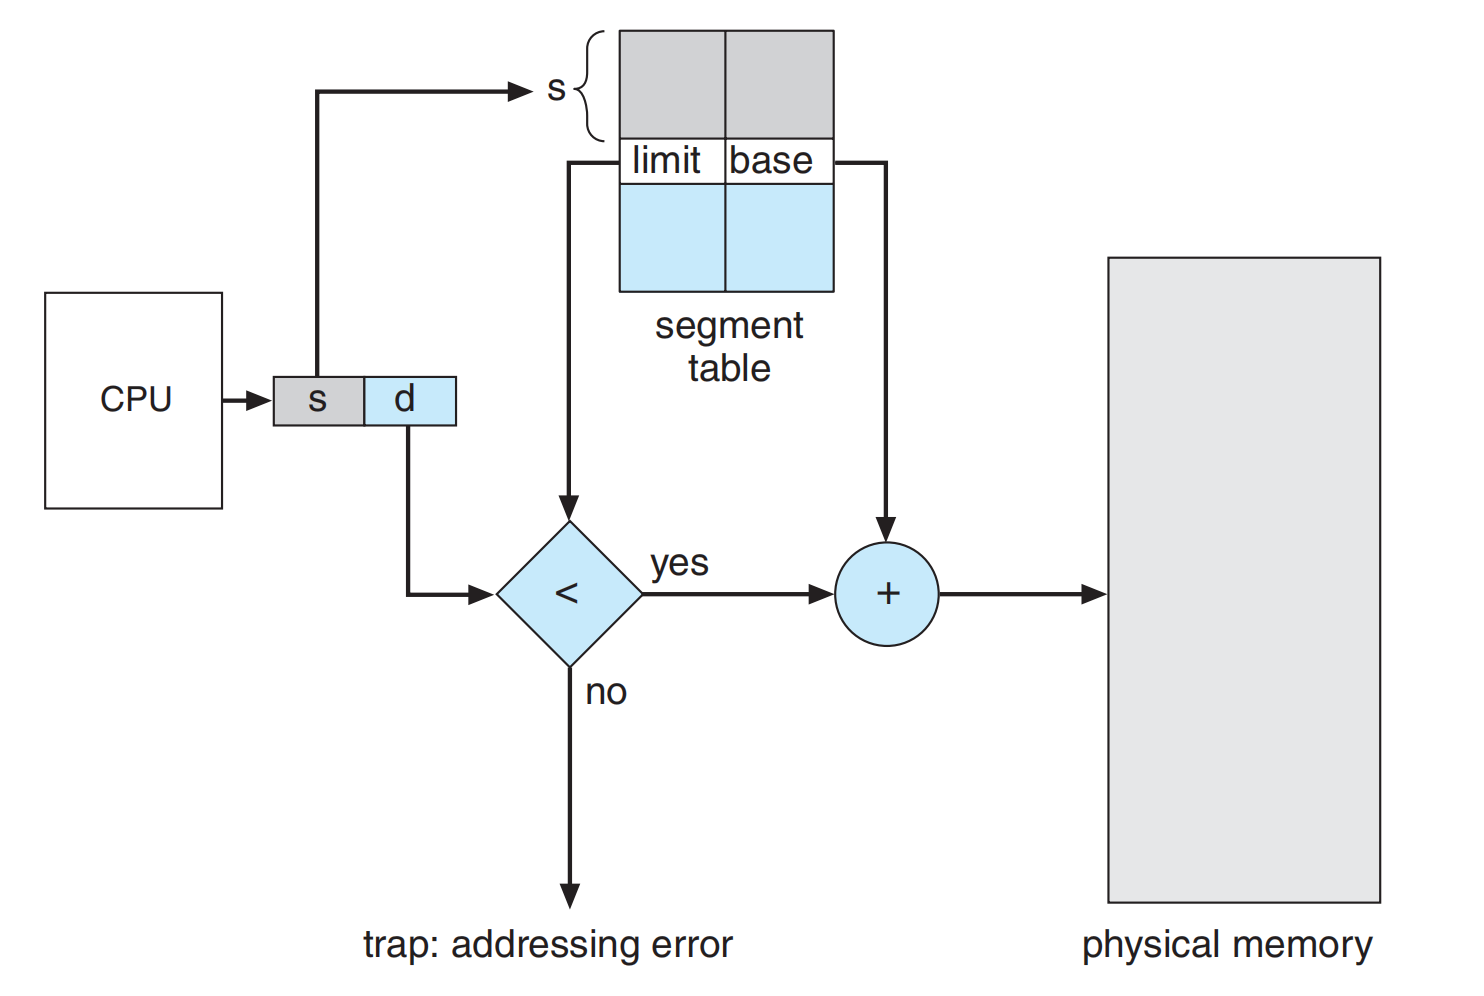 s
limit base
segment
table
CPU
s d
<
yes
+
no
trap: addressing error
physical memory